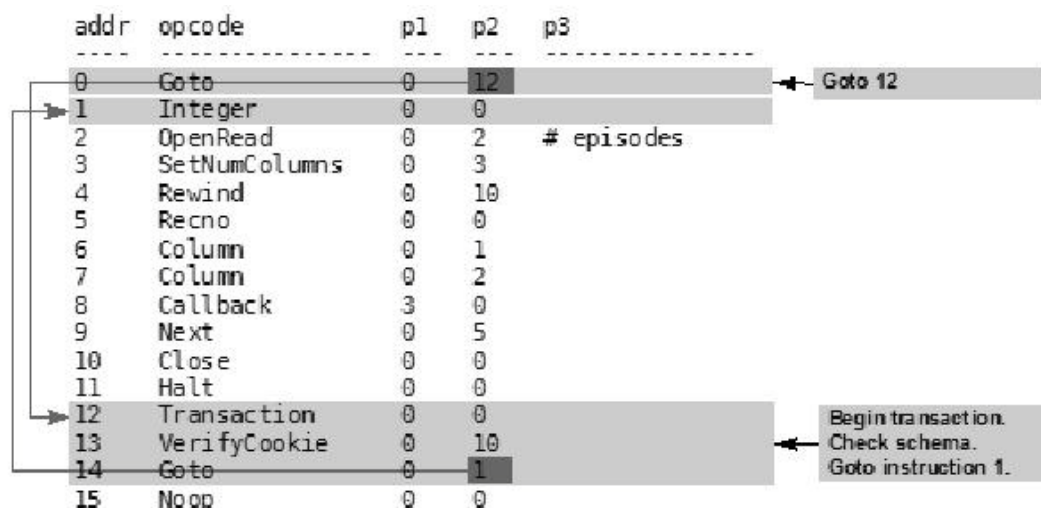 addr opcode p1 p2 p3
---- --------------- --- --- ---------------
0 Goto 0 12 Goto 12
1 Integer 0 0
2 OpenRead 0 2 # episodes
3 SetNumColumns 0 3
4 Rewind 0 10
5 Recno 0 0
6 Column 0 1
7 Column 0 2
8 Callback 3 0
9 Next 0 5
10 Close 0 0
11 Halt 0 0
12 Transaction 0 0 Begin transaction.
13 VerifyCookie 0 10 Check schema.
14 Goto 0 1 Goto instruction 1.
15 Noop 0 0